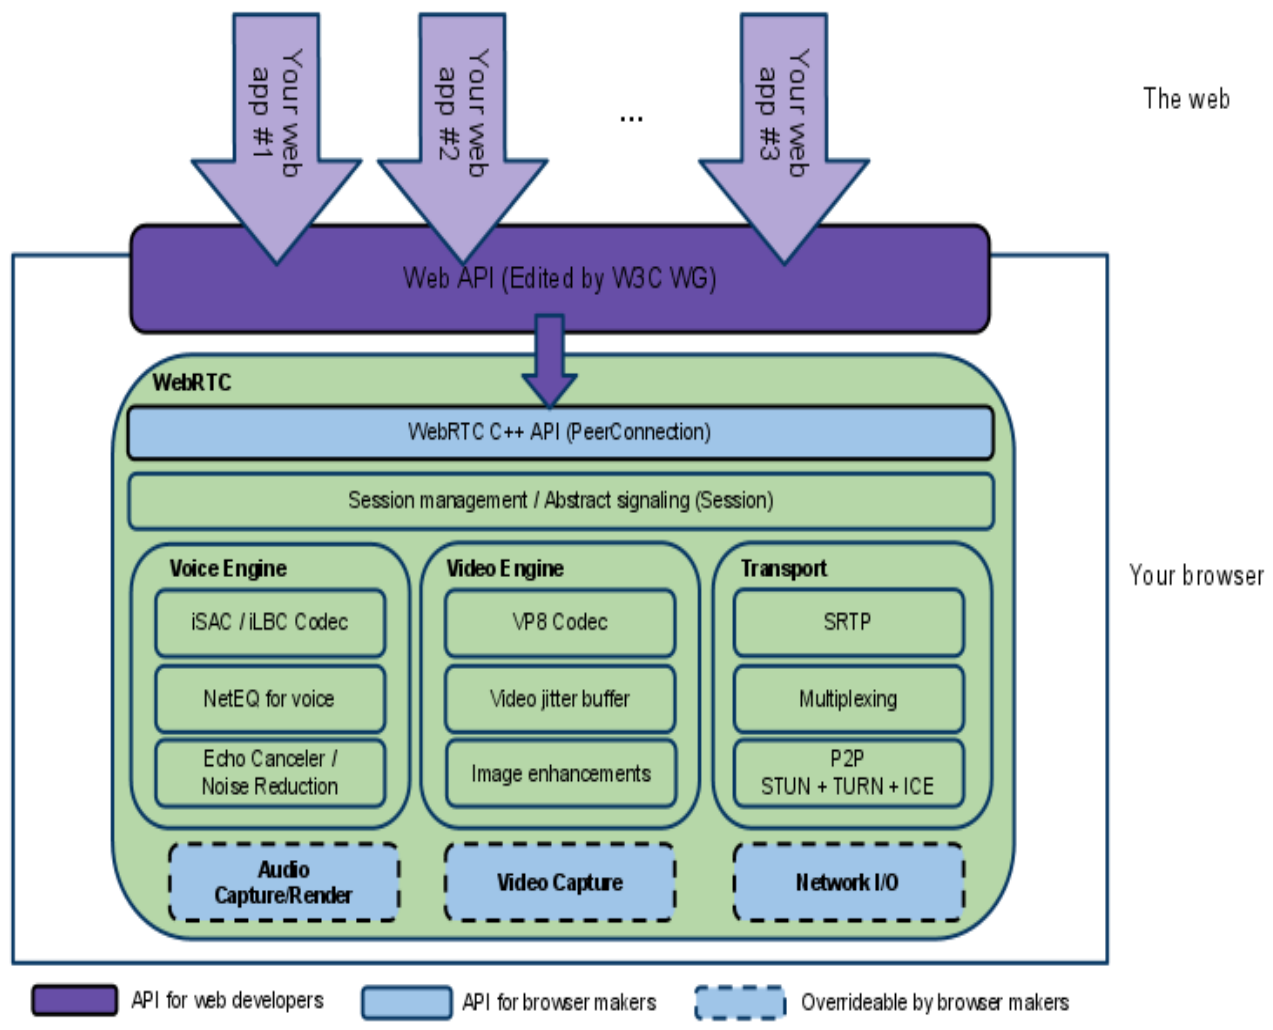 Your web
app #1
Your web
app #2
...
Your web
app #3
The web
Web API (Edited by W3C WG)
WebRTC
WebRTC C++ API (PeerConnection)
Session management / Abstract signaling (Session)
Your browser
Voice Engine
iSAC / iLBC Codec
NetEQ for voice
Echo Canceler /
Noise Reduction
Video Engine
VP8 Codec
Video jitter buffer
Image enhancements
Transport
SRTP
Multiplexing
P2P
STUN + TURN + ICE
Audio
Capture/Render
Video Capture
Network I/O
API for web developers
API for browser makers
Overrideable by browser makers